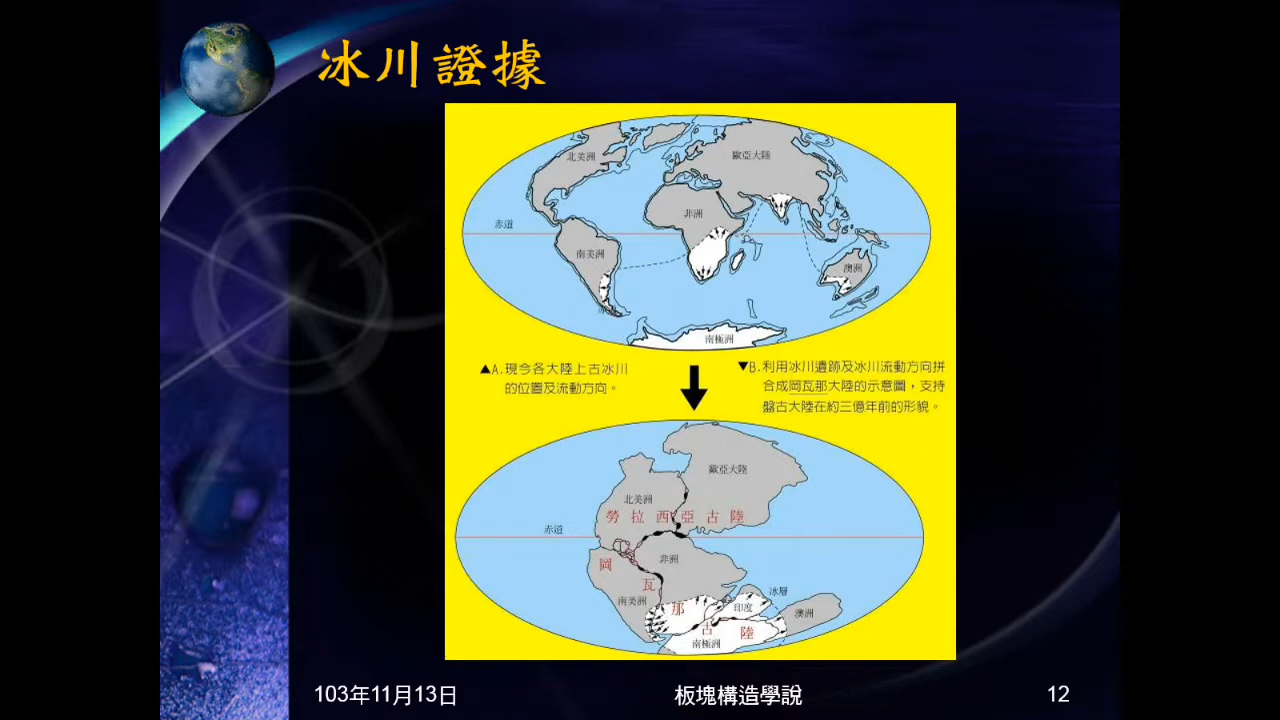 冰川證據
北美洲
歐亞大陸
非洲
赤道
南美洲
澳洲
南極洲
▲A.現今各大陸上古冰川
的位置及流動方向。
▼B.利用冰川遺跡及冰川流動方向拼
合成岡瓦那大陸的示意圖,支持
盤古大陸在約三億年前的形貌。
歐亞大陸
北美洲
勞拉西亞古陸
赤道
非洲
岡瓦那古陸
南美洲
冰層
印度
澳洲
南極洲
103年11月13日
板塊構造學說
12